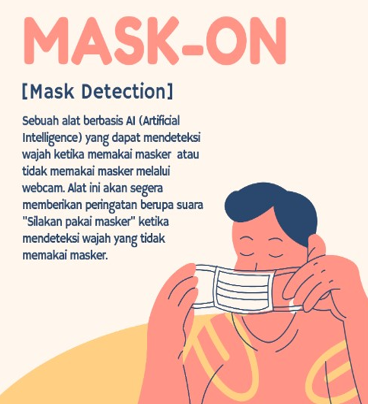 MASK-ON
[Mask Detection]
Sebuah alat berbasis AI (Artificial
Intelligence) yang dapat mendeteksi
wajah ketika memakai masker atau
tidak memakai masker melalui
webcam. Alat ini akan segera
memberikan peringatan berupa suara
"Silakan pakai masker" ketika
mendeteksi wajah yang tidak
memakai masker.